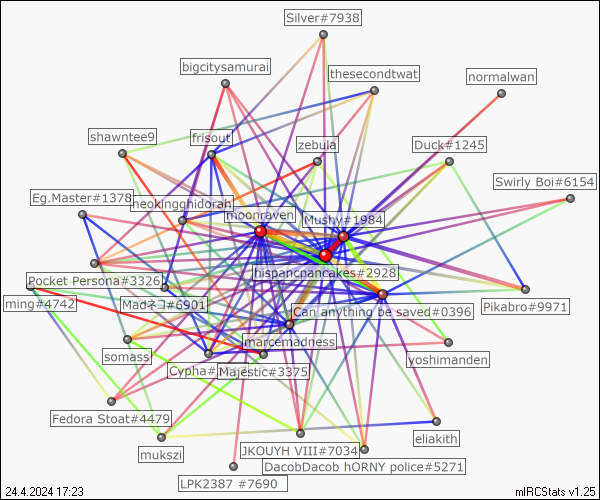 Silver#7938
bigcitysamurai
thesecondtwat
normalwan
shawntee9
frisout
zebula
Duck#1245
Swirly Boi#6154
Eg.Master#1378
heokingghidorah
moonraven
Mushy#1984
hispancpancakes#2928
Pocket Persona#3326
ming#4742
Madネコ#6901
Can anything be saved#0396
Pikabro#9971
marcemadness
somass
Cypha#
Majestic#3375
yoshimanden
Fedora Stoat#4479
eliakith
mukszi
JKOUYH VIII#7034
DacobDacob hORNY police#5271
LPK2387 #7690
24.4.2024 17:23
mIRCStats v1.25